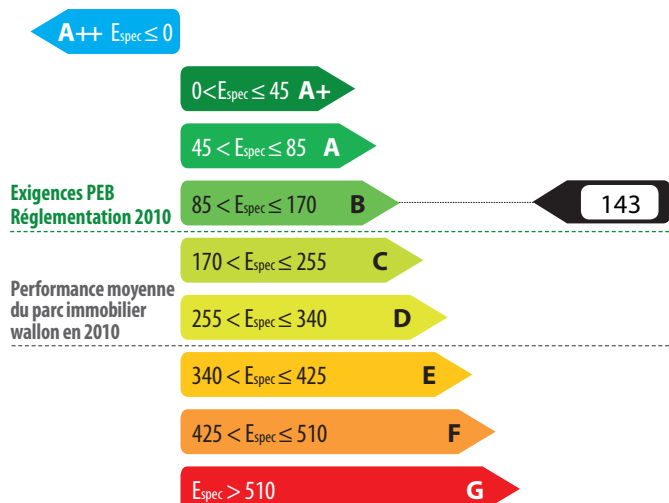 A++ Espec ≤ 0
0<Espec ≤ 45 A+
45 < Espec ≤ 85 A
Exigences PEB
Réglementation 2010
85 < Espec ≤ 170 B
143
170 < Espec ≤ 255 C
Performance moyenne
du parc immobilier
wallon en 2010
255 < Espec ≤ 340 D
340 < Espec ≤ 425 E
425 < Espec ≤ 510 F
Espec > 510 G